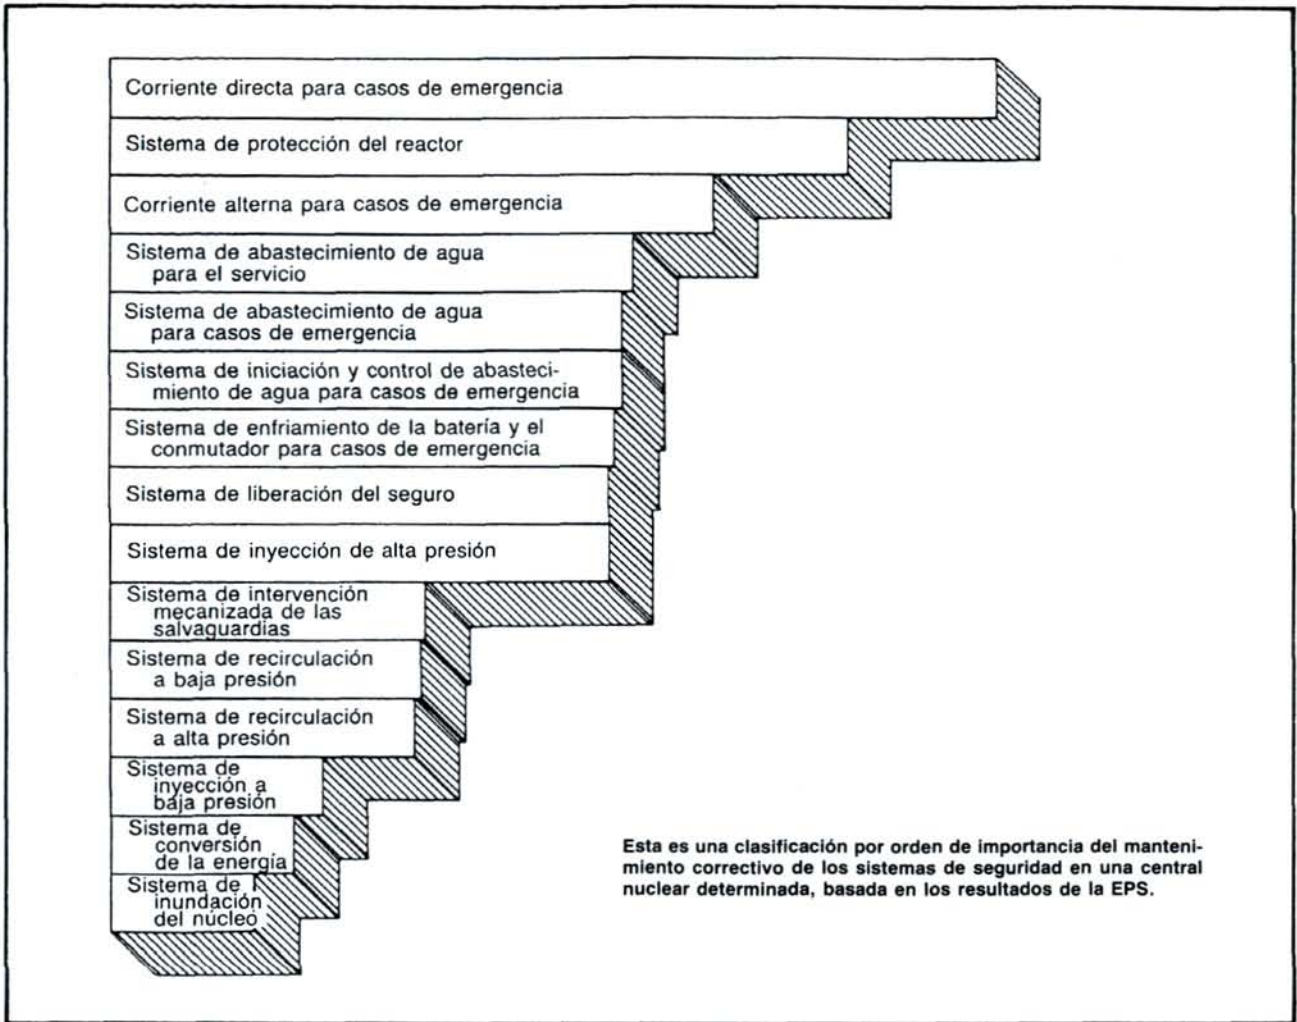 Corriente directa para casos de emergencia
Sistema de protección del reactor
Corriente alterna para casos de emergencia
Sistema de abastecimiento de agua
para el servicio
Sistema de abastecimiento de agua
para casos de emergencia
Sistema de iniciación y control de abasteci-
miento de agua para casos de emergencia
Sistema de enfriamiento de la batería y el
conmutador para casos de emergencia
Sistema de liberación del seguro
Sistema de inyección de alta presión
Sistema de intervención
mecanizada de las
salvaguardias
Sistema de recirculación
a baja presión
Sistema de recirculación
a alta presión
Sistema de
inyección a
baja presión
Sistema de
conversión
de la energía
Sistema de
inundación
del núcleo
Esta es una clasificación por orden de importancia del manteni-
miento correctivo de los sistemas de seguridad en una central
nuclear determinada, basada en los resultados de la EPS.